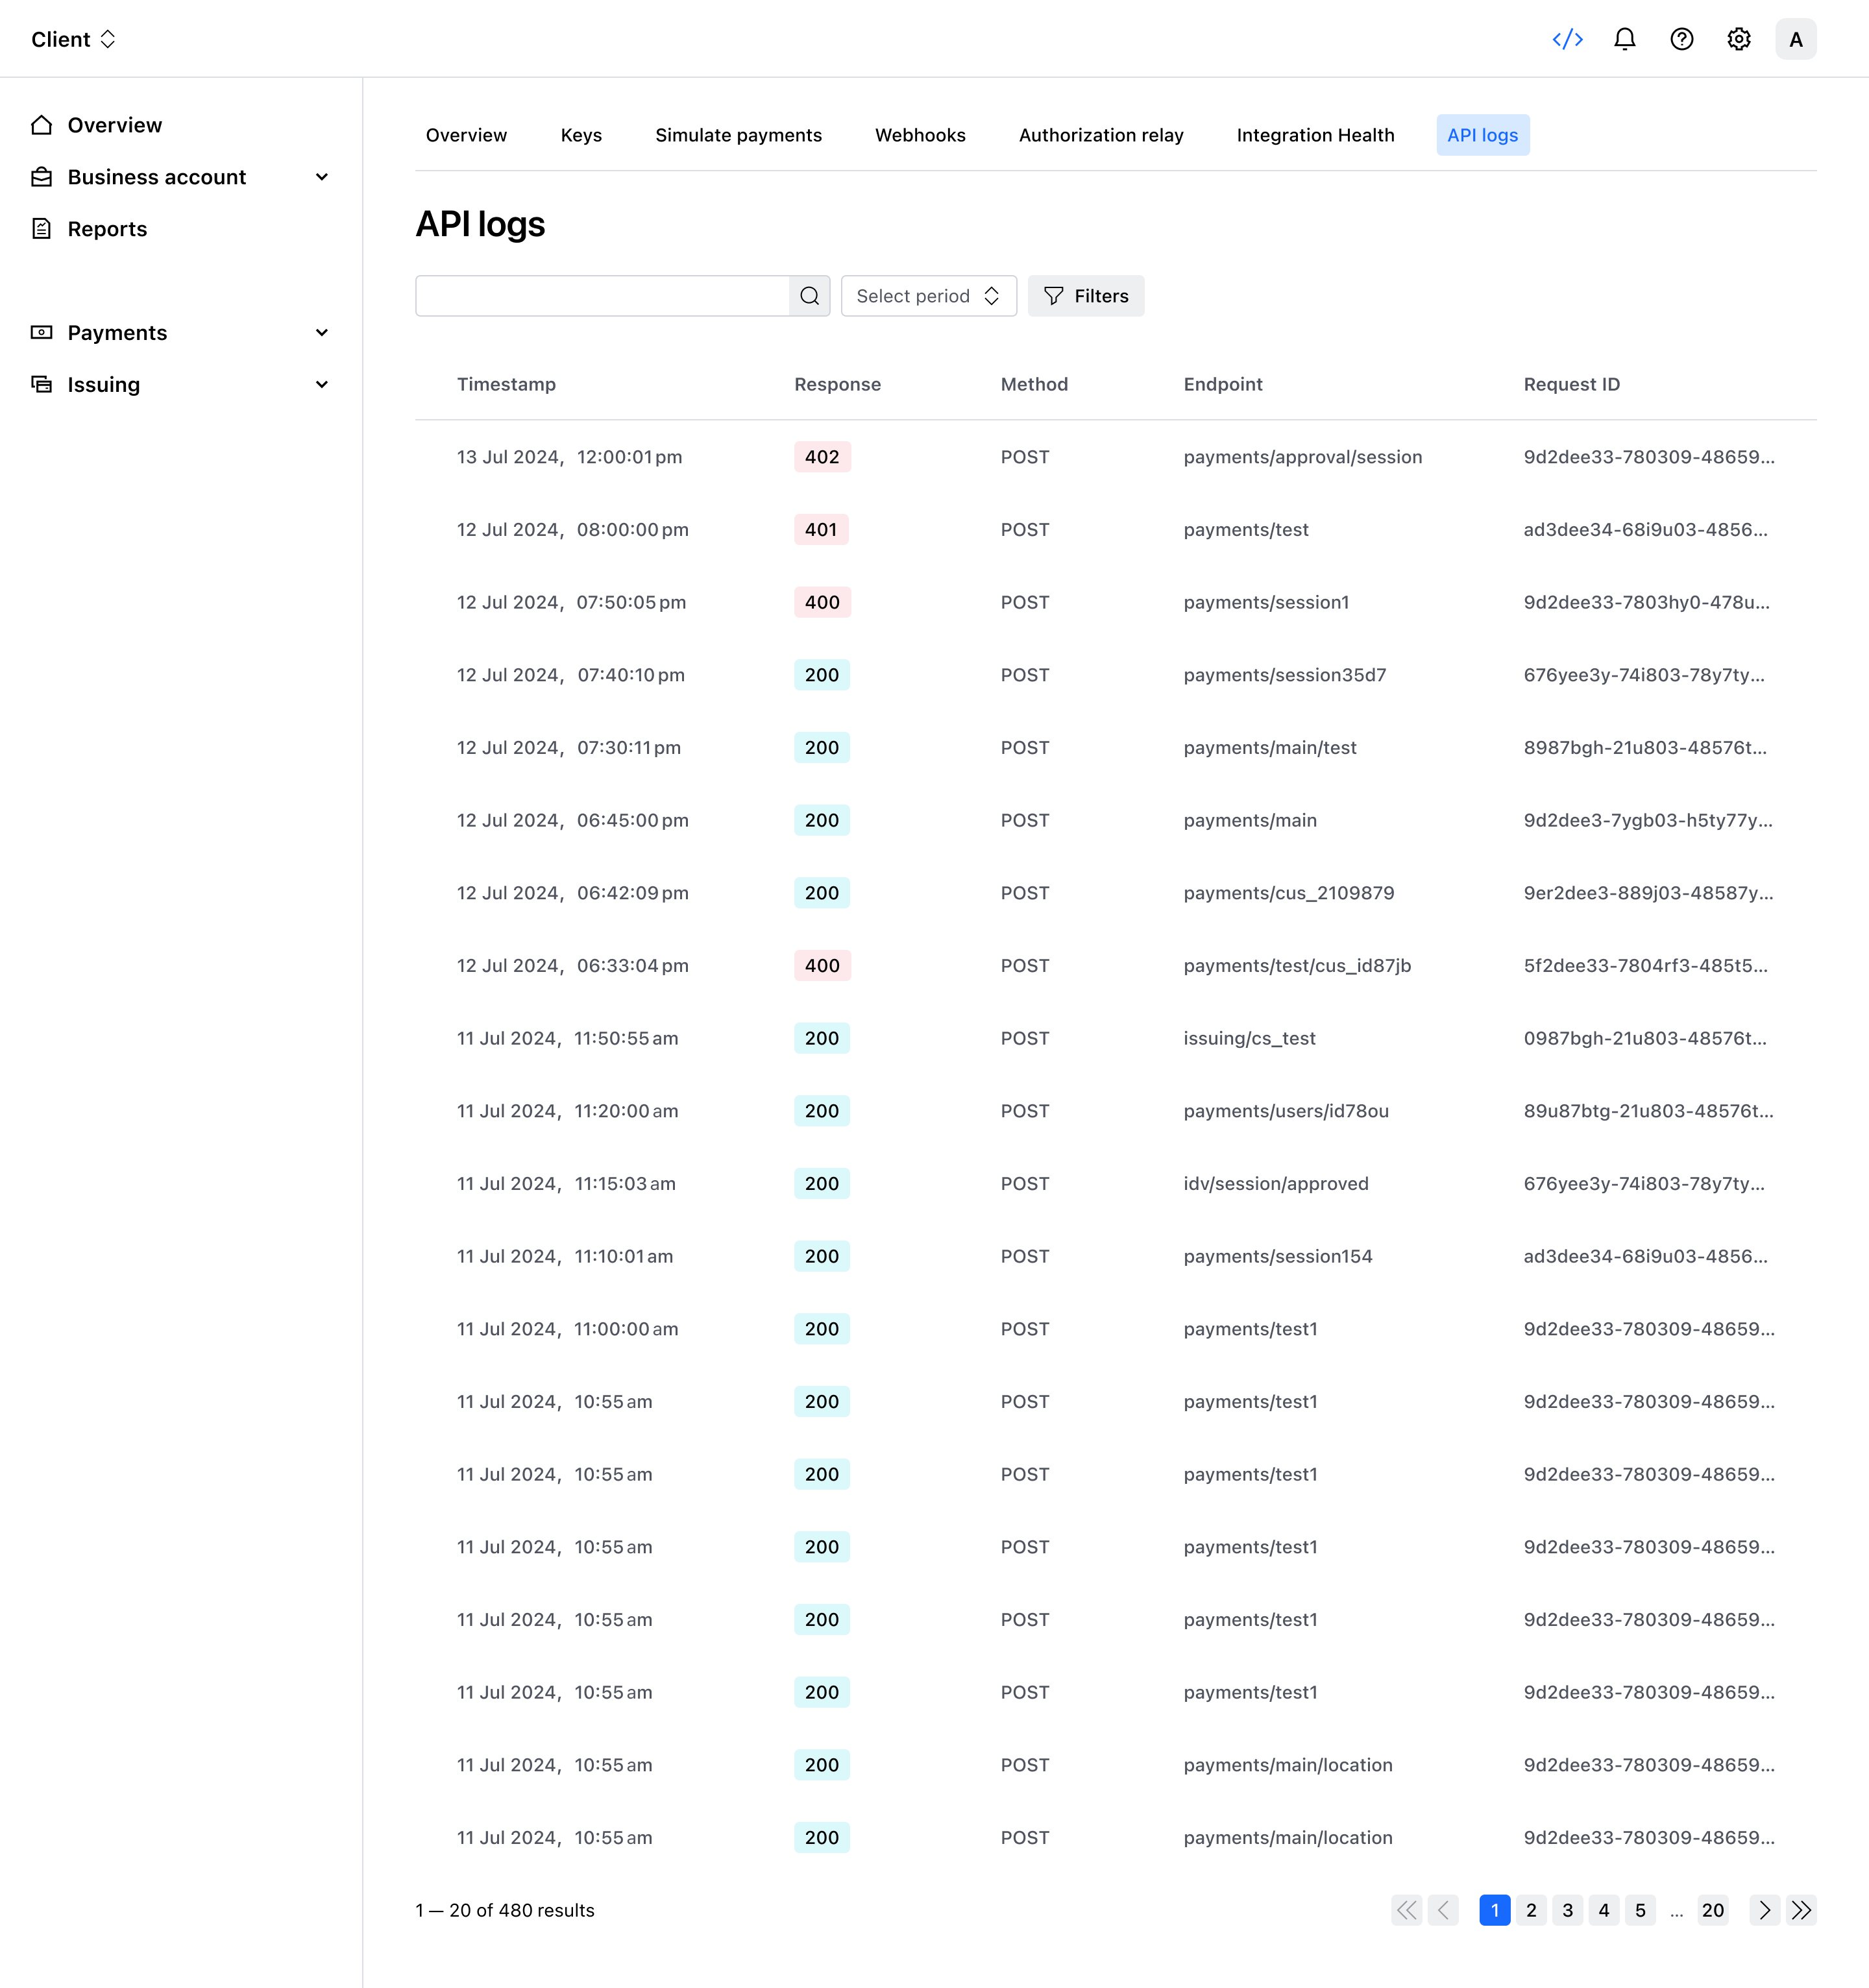 Client A
Overview
Business account
Reports
Payments
Issuing
Overview Keys Simulate payments Webhooks Authorization relay Integration Health API logs
API logs
Select period Filters
Timestamp Response Method Endpoint Request ID
13 Jul 2024, 12:00:01 pm 402 POST payments/approval/session 9d2dee33-780309-48659...
12 Jul 2024, 08:00:00 pm 401 POST payments/test ad3dee34-68i9u03-4856...
12 Jul 2024, 07:50:05 pm 400 POST payments/session1 9d2dee33-7803hy0-478u...
12 Jul 2024, 07:40:10 pm 200 POST payments/session35d7 676yee3y-74i803-78y7ty...
12 Jul 2024, 07:30:11 pm 200 POST payments/main/test 8987bgh-21u803-48576t...
12 Jul 2024, 06:45:00 pm 200 POST payments/main 9d2dee3-7ygb03-h5ty77y...
12 Jul 2024, 06:42:09 pm 200 POST payments/cus_2109879 9er2dee3-889j03-48587y...
12 Jul 2024, 06:33:04 pm 400 POST payments/test/cus_id87jb 5f2dee33-7804rf3-485t5...
11 Jul 2024, 11:50:55 am 200 POST issuing/cs_test 0987bgh-21u803-48576t...
11 Jul 2024, 11:20:00 am 200 POST payments/users/id78ou 89u87btg-21u803-48576t...
11 Jul 2024, 11:15:03 am 200 POST idv/session/approved 676yee3y-74i803-78y7ty...
11 Jul 2024, 11:10:01 am 200 POST payments/session154 ad3dee34-68i9u03-4856...
11 Jul 2024, 11:00:00 am 200 POST payments/test1 9d2dee33-780309-48659...
11 Jul 2024, 10:55 am 200 POST payments/test1 9d2dee33-780309-48659...
11 Jul 2024, 10:55 am 200 POST payments/test1 9d2dee33-780309-48659...
11 Jul 2024, 10:55 am 200 POST payments/test1 9d2dee33-780309-48659...
11 Jul 2024, 10:55 am 200 POST payments/test1 9d2dee33-780309-48659...
11 Jul 2024, 10:55 am 200 POST payments/test1 9d2dee33-780309-48659...
11 Jul 2024, 10:55 am 200 POST payments/main/location 9d2dee33-780309-48659...
11 Jul 2024, 10:55 am 200 POST payments/main/location 9d2dee33-780309-48659...
1 — 20 of 480 results 1 2 3 4 5 ... 20